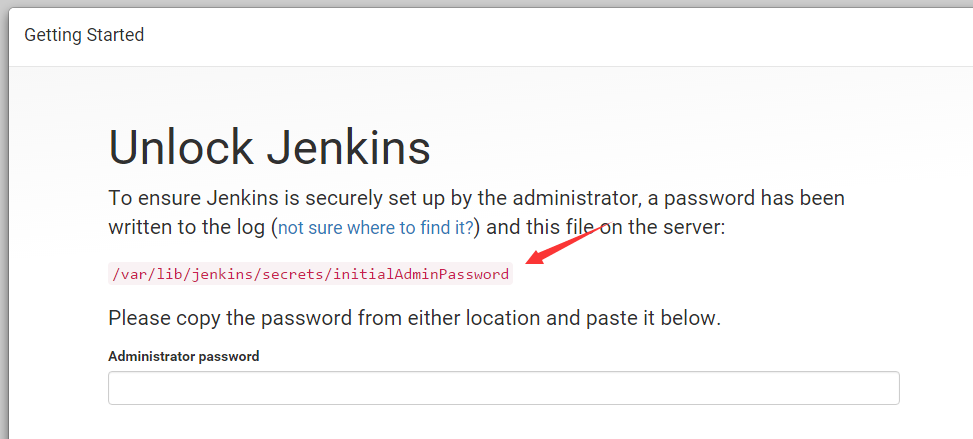 Getting Started
Unlock Jenkins
To ensure Jenkins is securely set up by the administrator, a password has been
written to the log (not sure where to find it?) and this file on the server:
/var/lib/jenkins/secrets/initialAdminPassword
Please copy the password from either location and paste it below.
Administrator password